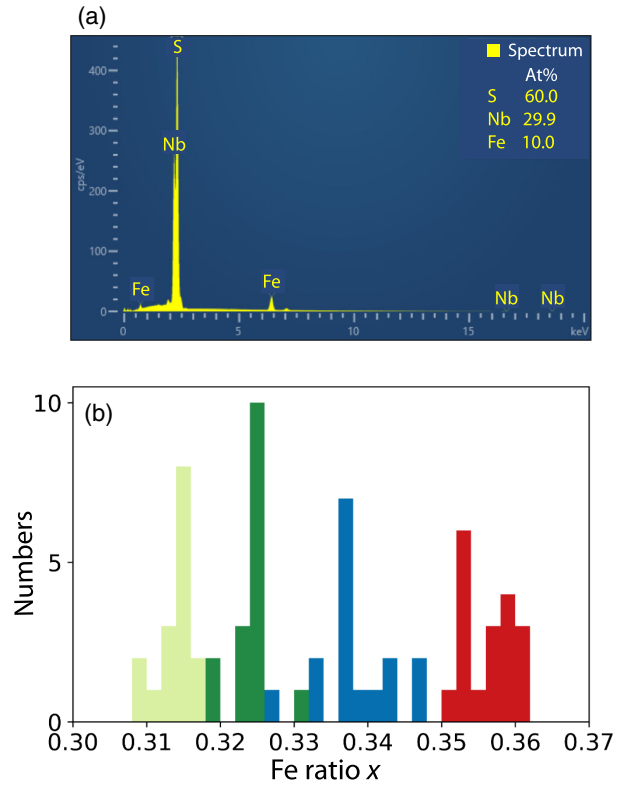 (a)
S
Spectrum
At%
S 60.0
Nb 29.9
Fe 10.0
400
300
Nb
200
cps/eV
100
Fe
Fe
Nb
Nb
0
0 5 10 15 keV
(b)
10
5
0
Numbers
0.30 0.31 0.32 0.33 0.34 0.35 0.36 0.37
Fe ratio x